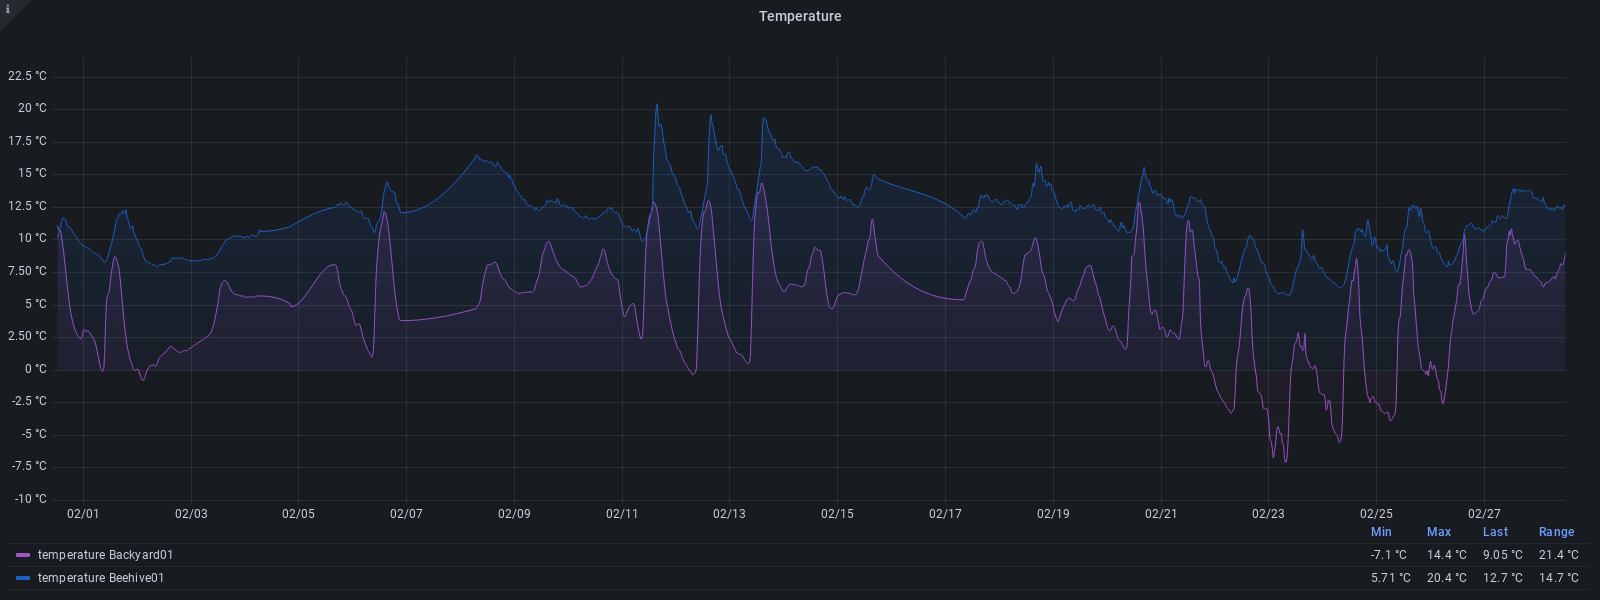 i
Temperature
22.5 °C
20 °C
17.5 °C
15 °C
12.5 °C
10 °C
7.50 °C
5 °C
2.50 °C
0 °C
-2.5 °C
-5 °C
-7.5 °C
-10 °C
02/01 02/03 02/05 02/07 02/09 02/11 02/13 02/15 02/17 02/19 02/21 02/23 02/25 02/27
Min Max Last Range
temperature Backyard01 -7.1 °C 14.4 °C 9.05 °C 21.4 °C
temperature Beehive01 5.71 °C 20.4 °C 12.7 °C 14.7 °C